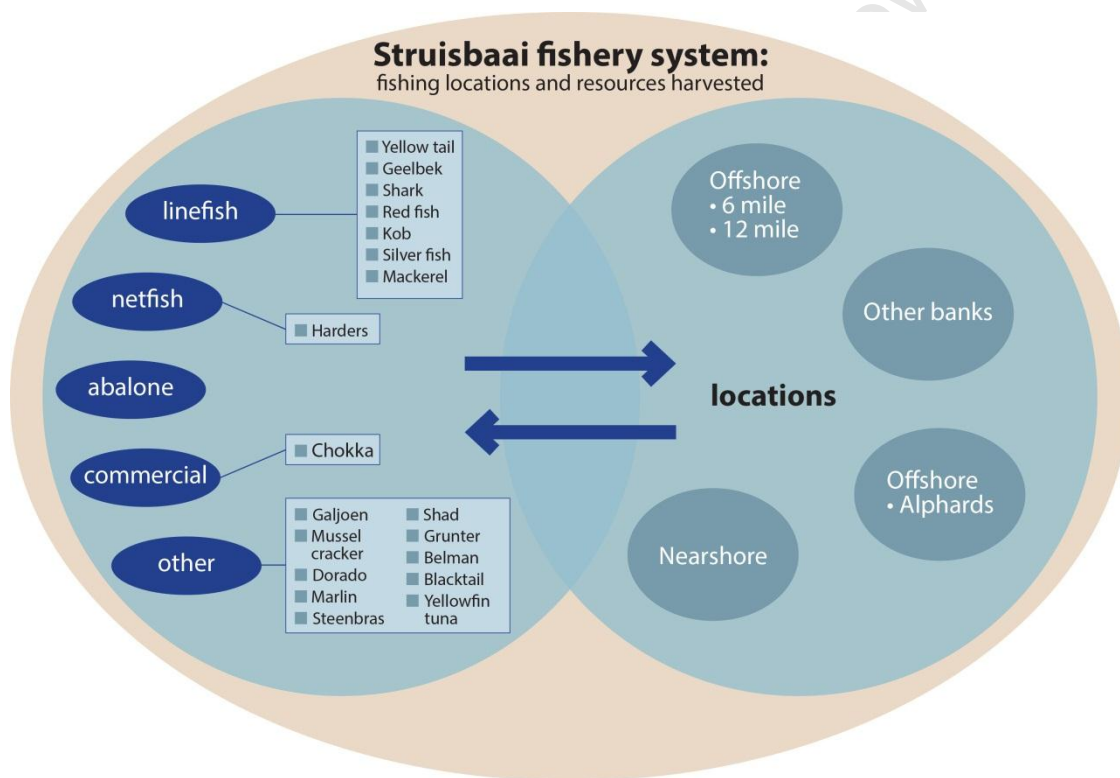 Struisbaai fishery system:
fishing locations and resources harvested
linefish
Yellow tail
Geelbek
Shark
Red fish
Kob
Silver fish
Mackerel
netfish
Harders
abalone
commercial
Chokka
other
Galjoen
Mussel
cracker
Dorado
Marlin
Steenbras
Shad
Grunter
Belman
Blacktail
Yellowfin
tuna
locations
Offshore
• 6 mile
• 12 mile
Other banks
Offshore
• Alphards
Nearshore